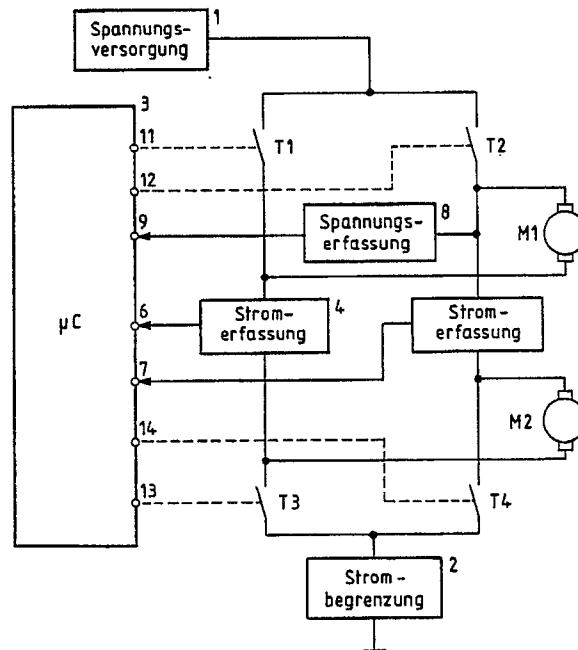 1
Spannungs-
versorgung
3
11
T1
T2
12
9
Spannungs-
erfassung
8
M1
6
Strom-
erfassung
4
Strom-
erfassung
µC
7
14
M2
13
T3
T4
Strom-
begrenzung
2